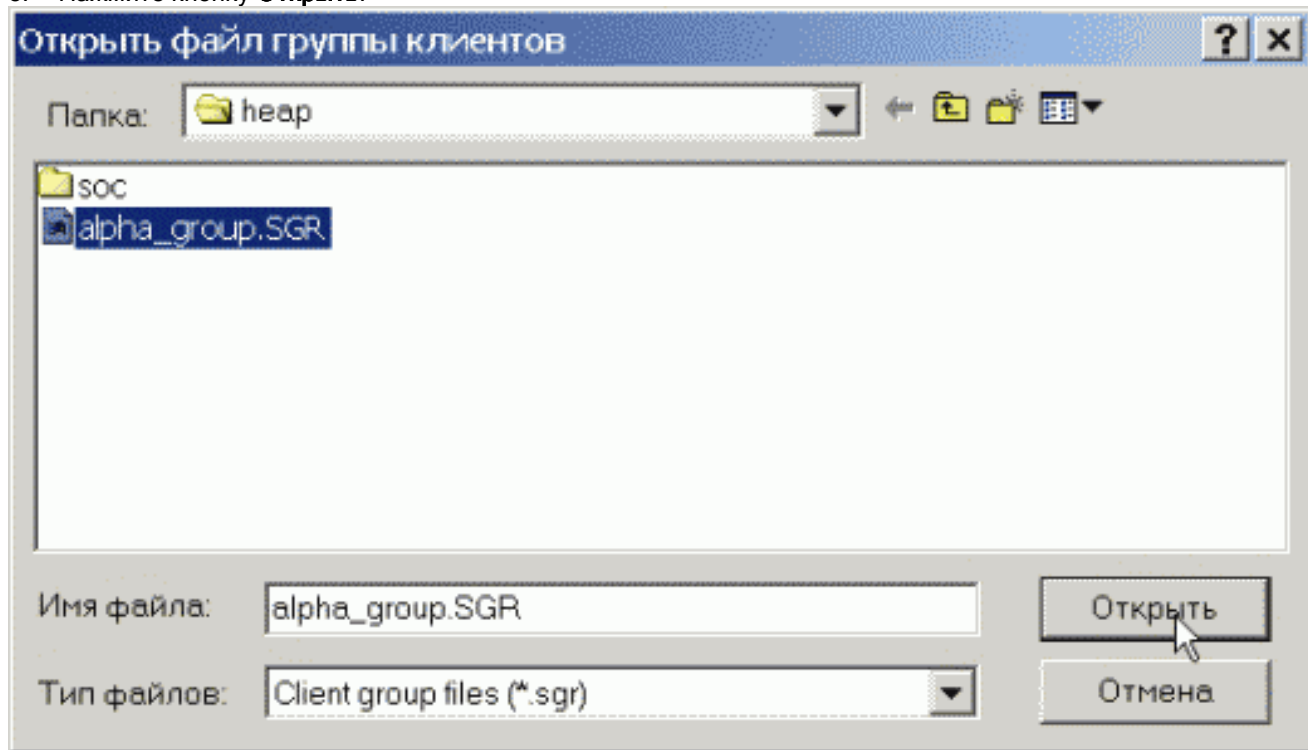 Открыть файл группы клиентов
Папка: heap
soc
alpha_group.SGR
Имя файла: alpha_group.SGR Открыть
Тип файлов: Client group files (*.sgr) Отмена